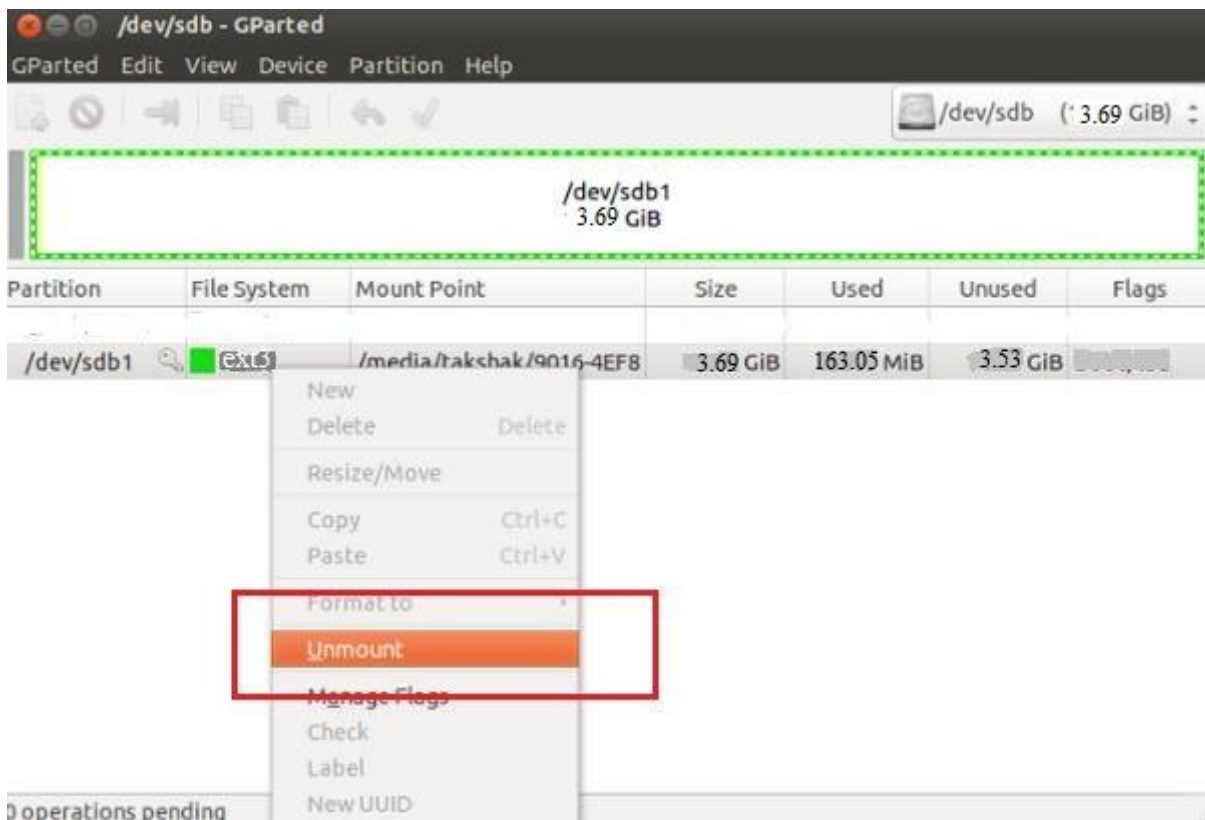 /dev/sdb - GParted
GParted Edit View Device Partition Help
/dev/sdb (3.69 GiB)
/dev/sdb1
3.69 GiB
Partition File System Mount Point Size Used Unused Flags
/dev/sdb1 /media/takshak/9016-4EF8 3.69 GiB 163.05 MiB 3.53 GiB
New
Delete Delete
Resize/Move
Copy Ctrl+C
Paste Ctrl+V
Format to
Unmount
Manage Flags
Check
Label
New UUID
0 operations pending